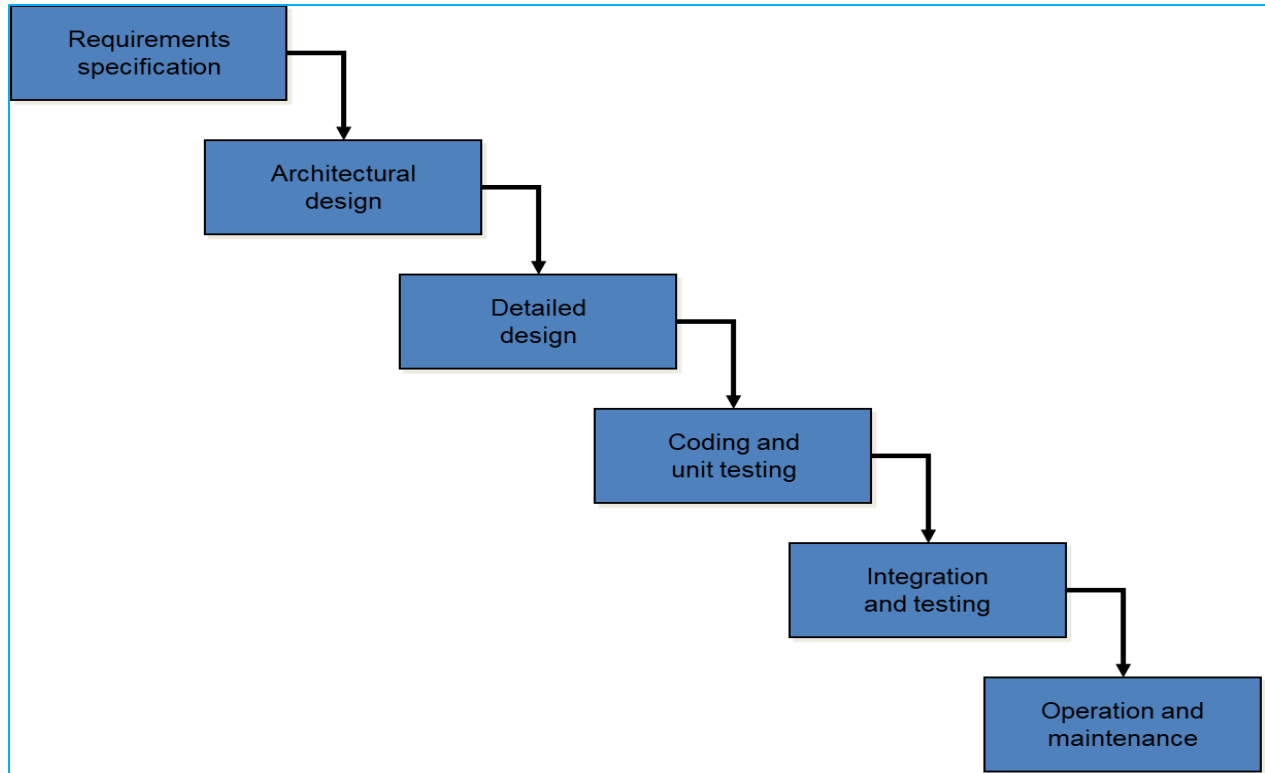 Requirements
specification
Architectural
design
Detailed
design
Coding and
unit testing
Integration
and testing
Operation and
maintenance